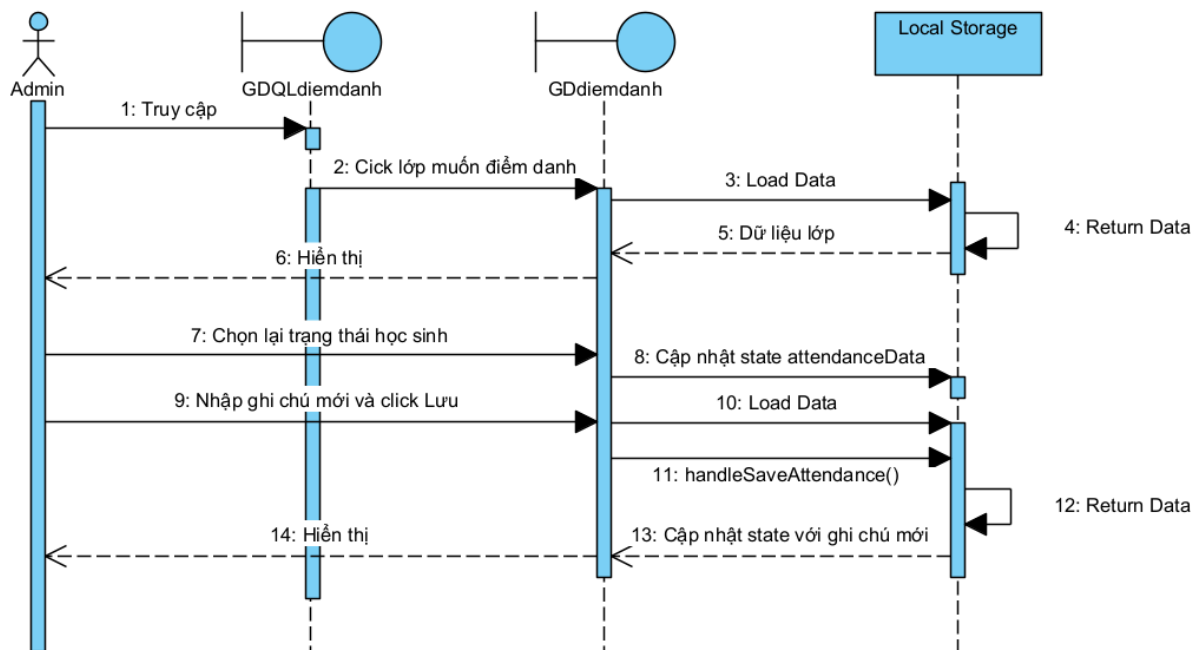 Local Storage
Admin
GDQLdiemdanh
GDdiemdanh
1: Truy cập
2: Cick lớp muốn điểm danh
3: Load Data
4: Return Data
5: Dữ liệu lớp
6: Hiển thị
7: Chọn lại trạng thái học sinh
8: Cập nhật state attendanceData
9: Nhập ghi chú mới và click Lưu
10: Load Data
11: handleSaveAttendance()
12: Return Data
13: Cập nhật state với ghi chú mới
14: Hiển thị